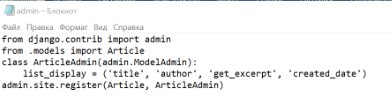 admin – Блокнот
Файл Правка Формат Вид Справка
from django.contrib import admin
from .models import Article
class ArticleAdmin(admin.ModelAdmin):
    list_display = ('title', 'author', 'get_excerpt', 'created_date')
admin.site.register(Article, ArticleAdmin)